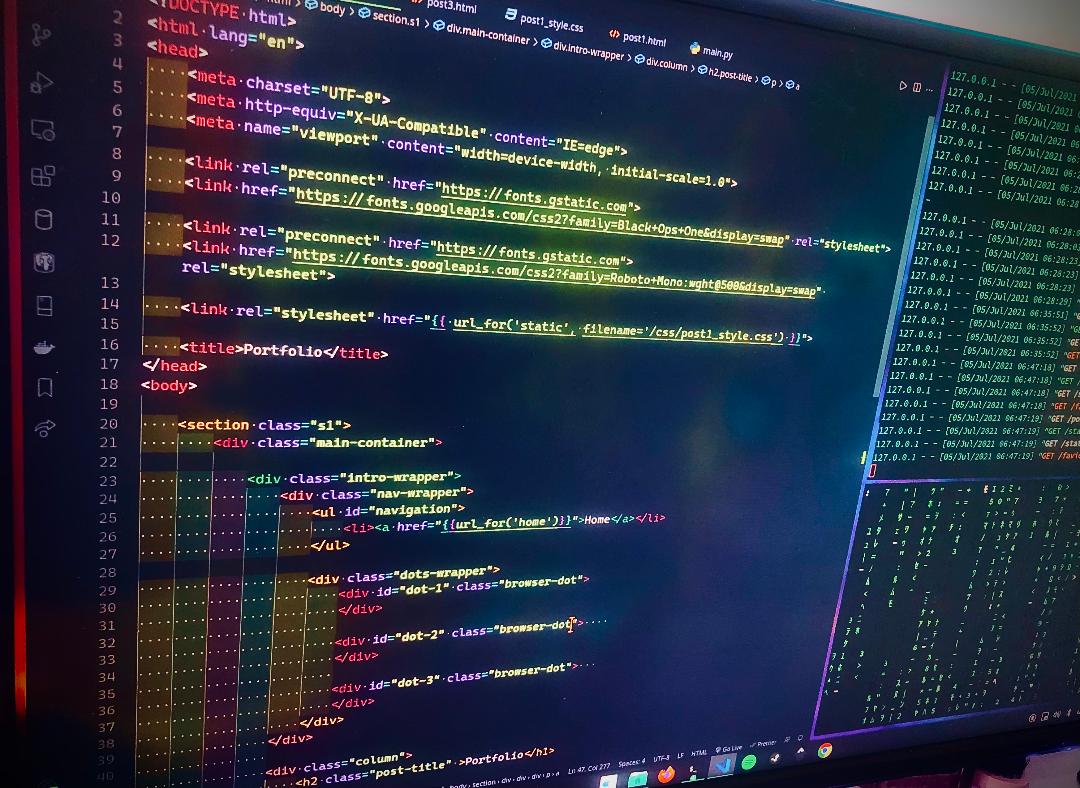 post3.html
post1_style.css
post1.html
main.py
html > body > section.s1 > div.main-container > div.intro-wrapper > div.column > h2.post-title > p > a
2 <!DOCTYPE html>
3 <html lang="en">
<head>
4
5 <meta charset="UTF-8">
6 <meta http-equiv="X-UA-Compatible" content="IE=edge">
7 <meta name="viewport" content="width=device-width, initial-scale=1.0">
8
9 <link rel="preconnect" href="https://fonts.gstatic.com">
10 <link href="https://fonts.googleapis.com/css2?family=Black+Ops+One&display=swap" rel="stylesheet">
11 <link rel="preconnect" href="https://fonts.gstatic.com">
12 <link href="https://fonts.googleapis.com/css2?family=Roboto+Mono:wght@500&display=swap"
rel="stylesheet">
13
14 <link rel="stylesheet" href="{{ url_for('static', filename='/css/post1_style.css') }}">
15
16 <title>Portfolio</title>
17 </head>
18 <body>
19
20 <section class="s1">
21 <div class="main-container">
22
23 <div class="intro-wrapper">
24 <div class="nav-wrapper">
25 <ul id="navigation">
26 <li><a href="{{url_for('home')}}">Home</a></li>
27 </ul>
28
29 <div class="dots-wrapper">
30 <div id="dot-1" class="browser-dot">
</div>
31
32 <div id="dot-2" class="browser-dot">
33 </div>
34
35 <div id="dot-3" class="browser-dot">
36 </div>
37 </div>
38 </div>
39 <div class="column">
40 <h2 class="post-title">Portfolio</h1>
127.0.0.1 - - [05/Jul/2021
127.0.0.1 - - [05/Jul/2021
127.0.0.1 - - [05/Jul/2021
127.0.0.1 - - [05/Jul/2021
127.0.0.1 - - [05/Jul/2021
127.0.0.1 - - [05/Jul/2021
127.0.0.1 - - [05/Jul/2021 06:28
127.0.0.1 - - [05/Jul/2021 06:28
127.0.0.1 - - [05/Jul/2021 06:28
127.0.0.1 - - [05/Jul/2021 06:28:0
127.0.0.1 - - [05/Jul/2021 06:28:0
127.0.0.1 - - [05/Jul/2021 06:28:23
127.0.0.1 - - [05/Jul/2021 06:28:23]
127.0.0.1 - - [05/Jul/2021 06:28:23]
127.0.0.1 - - [05/Jul/2021 06:28:29]
127.0.0.1 - - [05/Jul/2021 06:35:51]
127.0.0.1 - - [05/Jul/2021 06:35:52]
127.0.0.1 - - [05/Jul/2021 06:35:52] "G
127.0.0.1 - - [05/Jul/2021 06:35:52] "GET
127.0.0.1 - - [05/Jul/2021 06:47:18] "GET
127.0.0.1 - - [05/Jul/2021 06:47:18] "GET /
127.0.0.1 - - [05/Jul/2021 06:47:18] "GET /s
127.0.0.1 - - [05/Jul/2021 06:47:18] "GET /f
127.0.0.1 - - [05/Jul/2021 06:47:19] "GET /po
127.0.0.1 - - [05/Jul/2021 06:47:19] "GET /sta
127.0.0.1 - - [05/Jul/2021 06:47:19] "GET /stat
127.0.0.1 - - [05/Jul/2021 06:47:19] "GET /favic
body > section > div > div > div > p > a Ln 47, Col 277 Spaces: 4 UTF-8 LF HTML Go Live Prettier